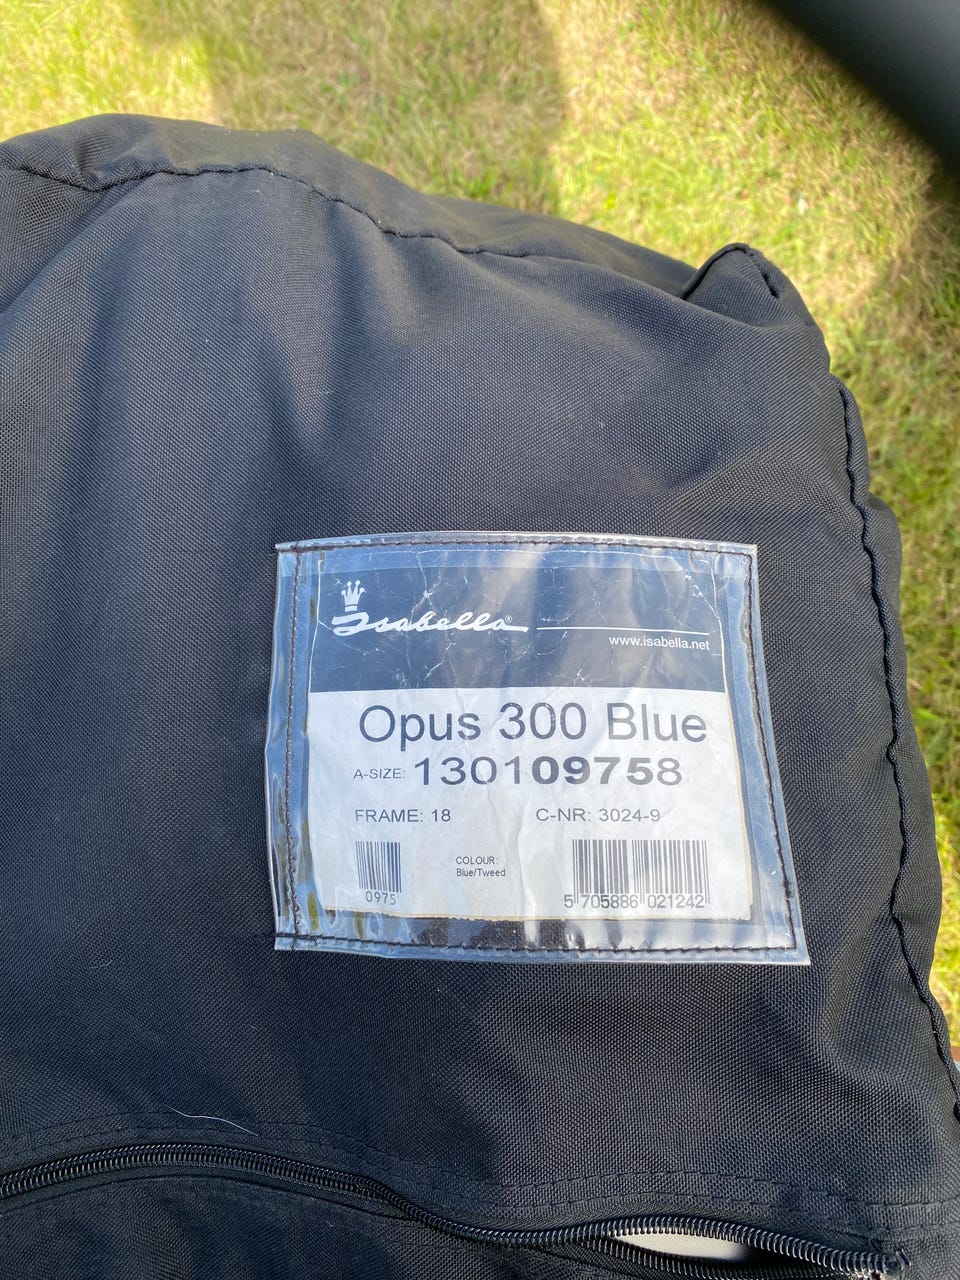 Isabella®
www.isabella.net
Opus 300 Blue
A-SIZE: 130109758
FRAME: 18 C-NR: 3024-9
COLOUR:
Blue/Tweed
0975
5 705886 021242